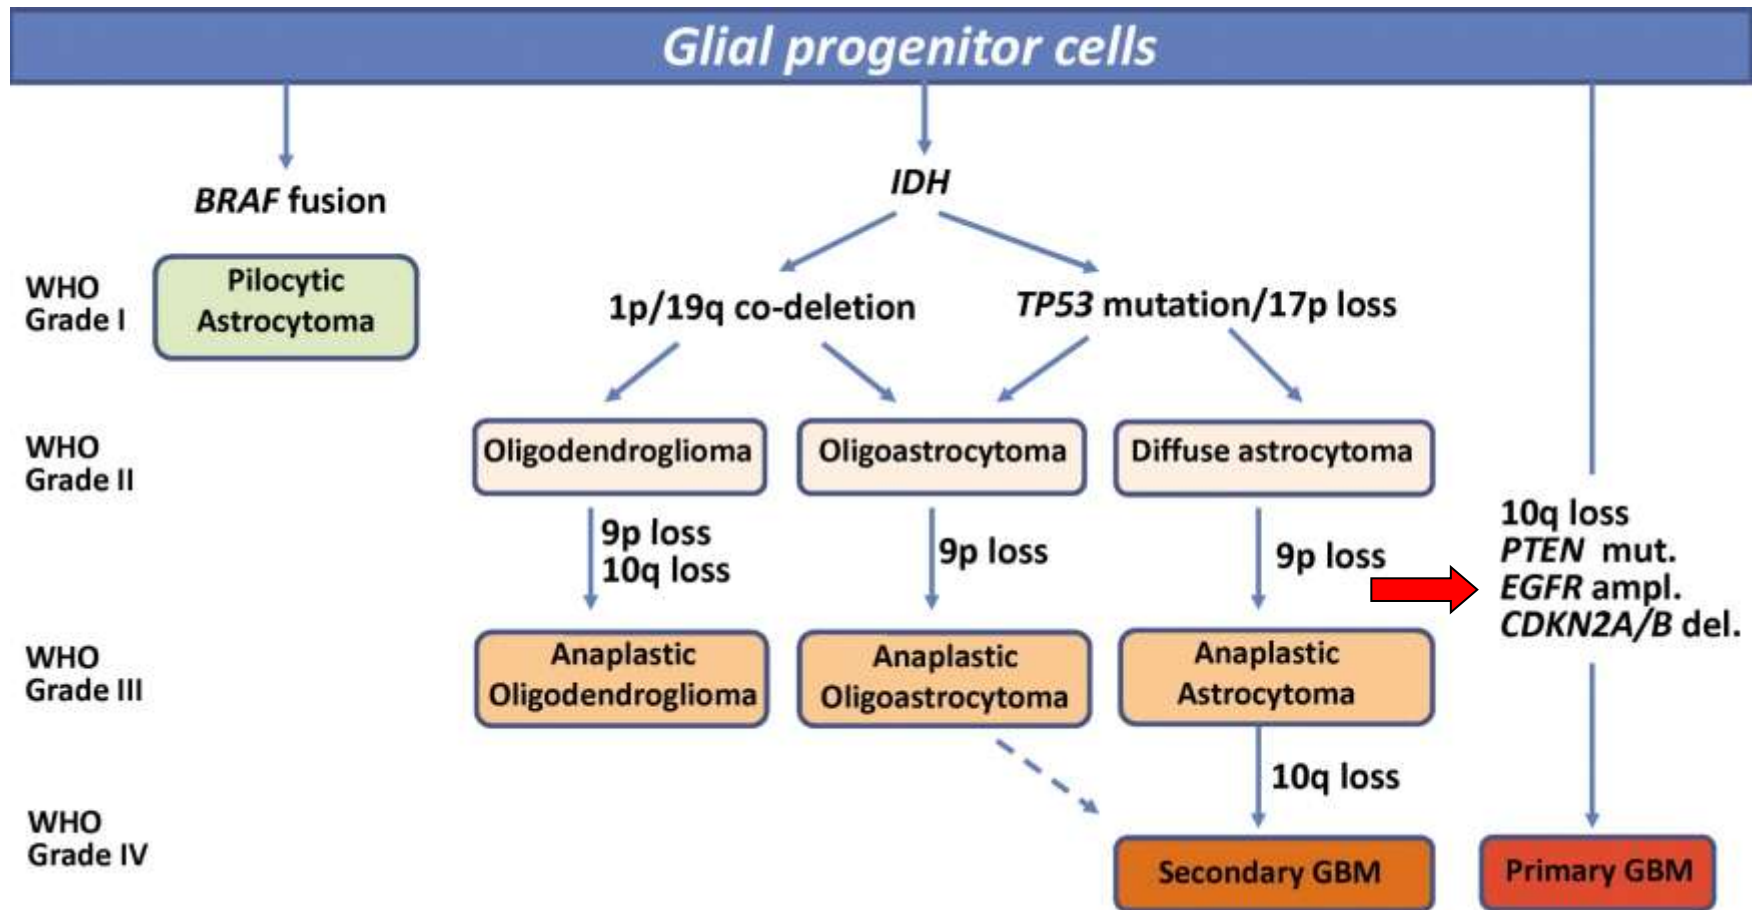 Glial progenitor cells
BRAF fusion
IDH
WHO
Grade I
Pilocytic
Astrocytoma
1p/19q co-deletion
TP53 mutation/17p loss
WHO
Grade II
Oligodendroglioma
Oligoastrocytoma
Diffuse astrocytoma
9p loss
10q loss
9p loss
9p loss
10q loss
PTEN mut.
EGFR ampl.
CDKN2A/B del.
WHO
Grade III
Anaplastic
Oligodendroglioma
Anaplastic
Oligoastrocytoma
Anaplastic
Astrocytoma
10q loss
WHO
Grade IV
Secondary GBM
Primary GBM